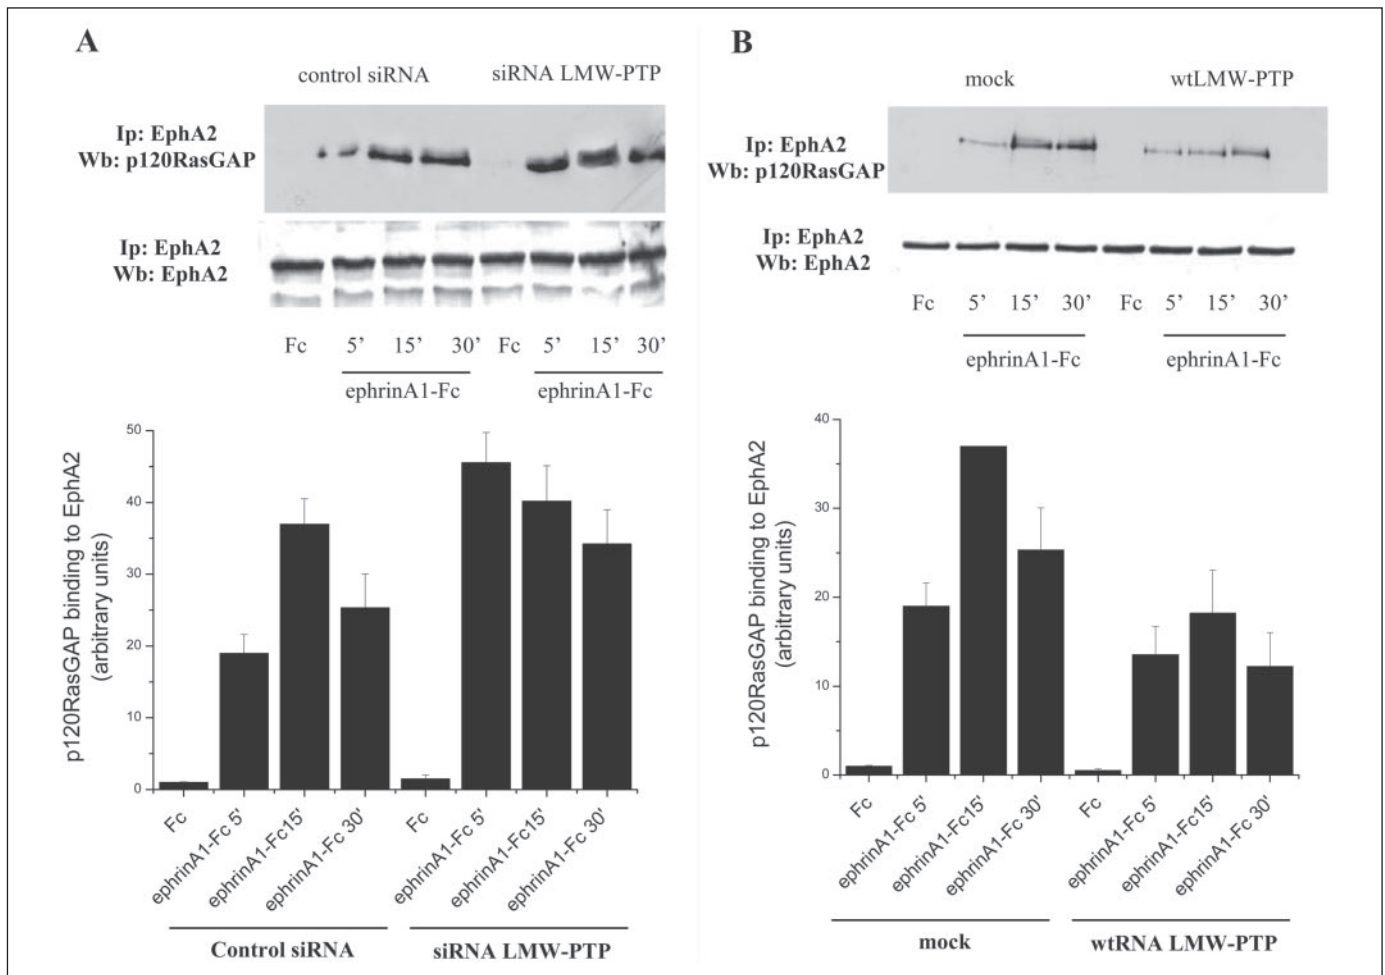 A
control siRNA siRNA LMW-PTP
Ip: EphA2
Wb: p120RasGAP
Ip: EphA2
Wb: EphA2
Fc 5’ 15’ 30’ Fc 5’ 15’ 30’
ephrinA1-Fc ephrinA1-Fc
p120RasGAP binding to EphA2
(arbitrary units)
50
40
30
20
10
0
Fc
ephrinA1-Fc 5'
ephrinA1-Fc15'
ephrinA1-Fc 30'
Fc
ephrinA1-Fc 5'
ephrinA1-Fc15'
ephrinA1-Fc 30'
Control siRNA siRNA LMW-PTP
B
mock wtLMW-PTP
Ip: EphA2
Wb: p120RasGAP
Ip: EphA2
Wb: EphA2
Fc 5’ 15’ 30’ Fc 5’ 15’ 30’
ephrinA1-Fc ephrinA1-Fc
p120RasGAP binding to EphA2
(arbitrary units)
40
30
20
10
0
Fc
ephrinA1-Fc 5'
ephrinA1-Fc15'
ephrinA1-Fc 30'
Fc
ephrinA1-Fc 5'
ephrinA1-Fc15'
ephrinA1-Fc 30'
mock wtRNA LMW-PTP